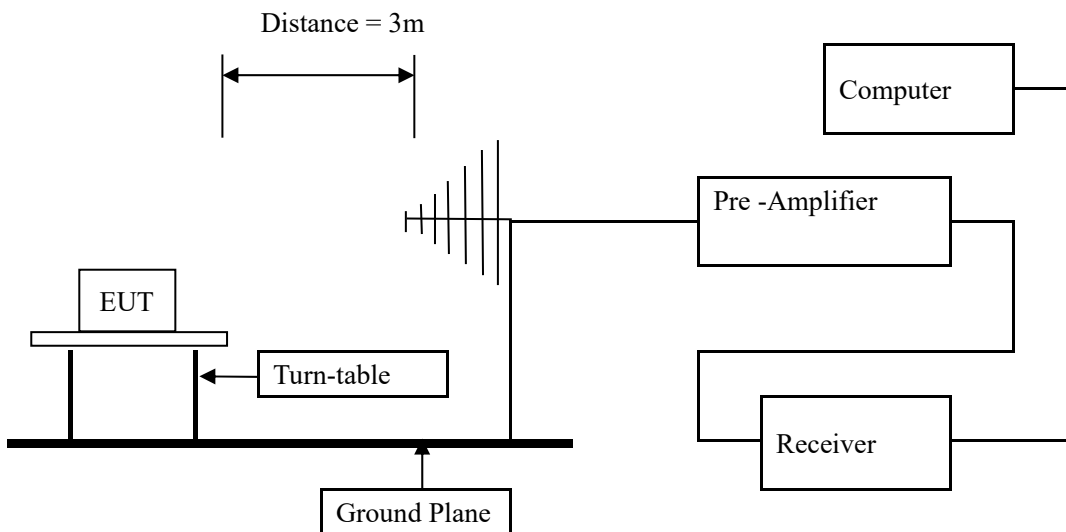 Distance = 3m
Computer
Pre -Amplifier
EUT
Turn-table
Receiver
Ground Plane